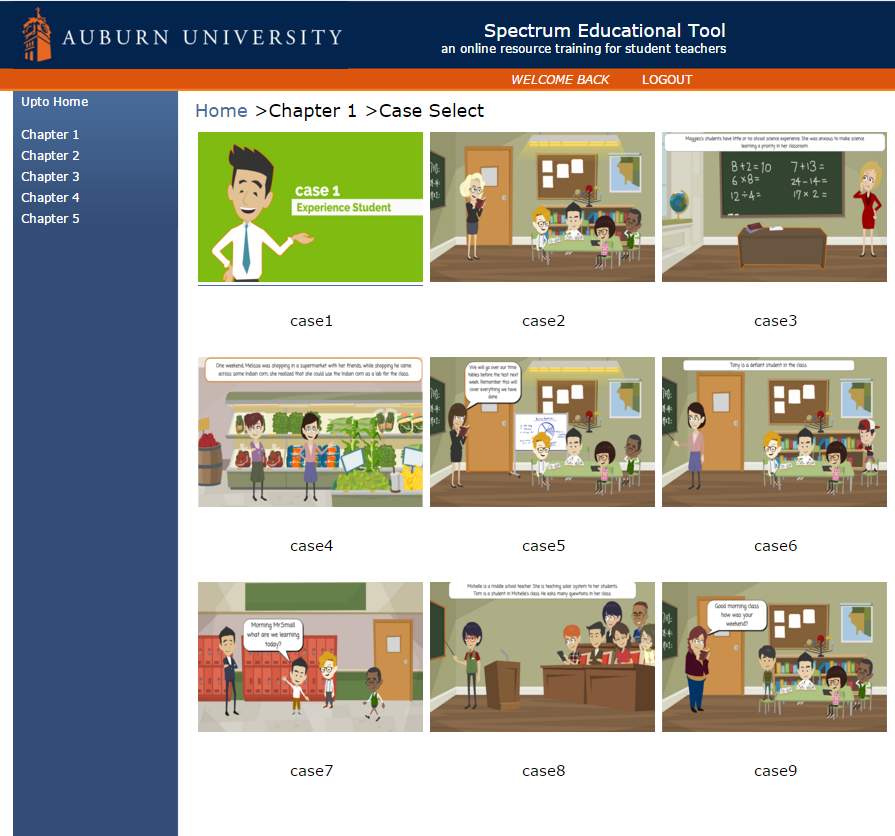 AUBURN UNIVERSITY
Spectrum Educational Tool
an online resource training for student teachers
WELCOME BACK LOGOUT
Upto Home
Chapter 1
Chapter 2
Chapter 3
Chapter 4
Chapter 5
Home >Chapter 1 >Case Select
case 1
Experience Student
case1
case2
Maggies's students have little or no shool science experience. She was anxious to make science
learning a priority in her classroom.
8+2=10 7+13=
6×8= 24-14=
12÷4= 17×2=
case3
One weekend, Melissa was shopping in a supermarket with her friends, while shopping he came
across some Indian corn, she realized that she could use the Indian corn as a lab for the class.
case4
We will go over our time
tables before the test next
week. Remember this will
cover everything we have
done.
case5
Tony is a defiant student in the class.
case6
Morning Mr.Small
what are we learning
today?
case7
Michelle is a middle school teacher. She is teaching solar system to her students.
Tom is a student in Michelle's class. He asks many quewtions in her class.
case8
Good morning class
how was your
weekend?
case9